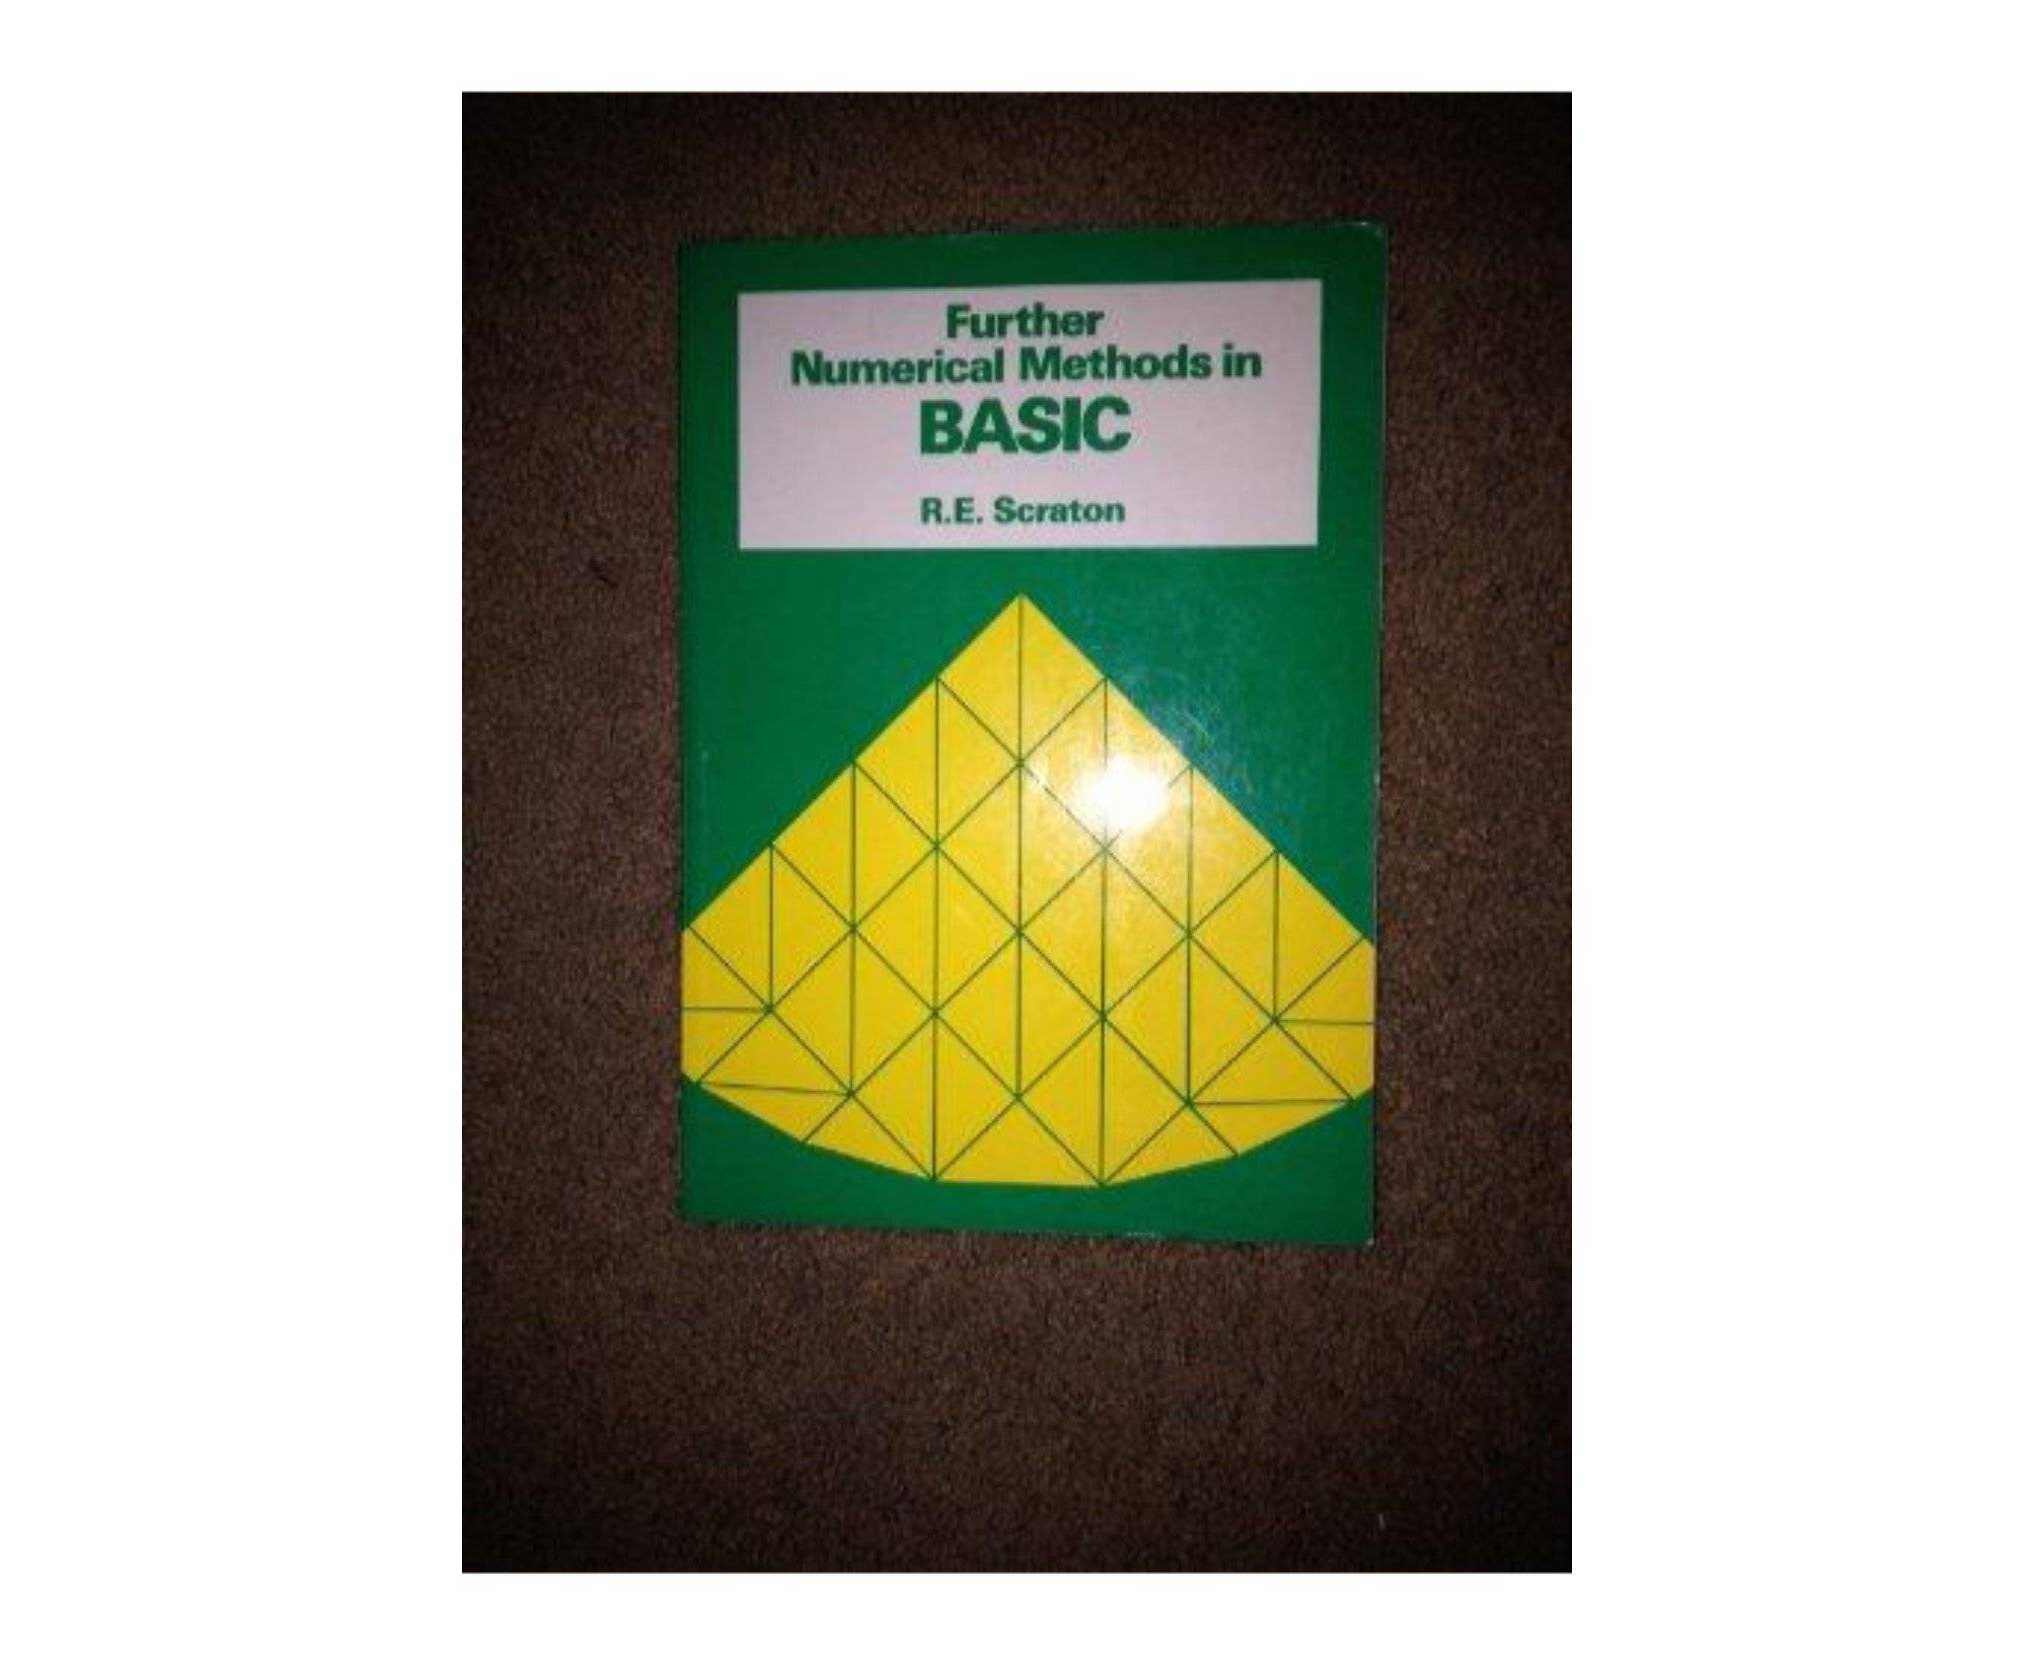 Further
Numerical Methods in
BASIC
R.E. Scraton